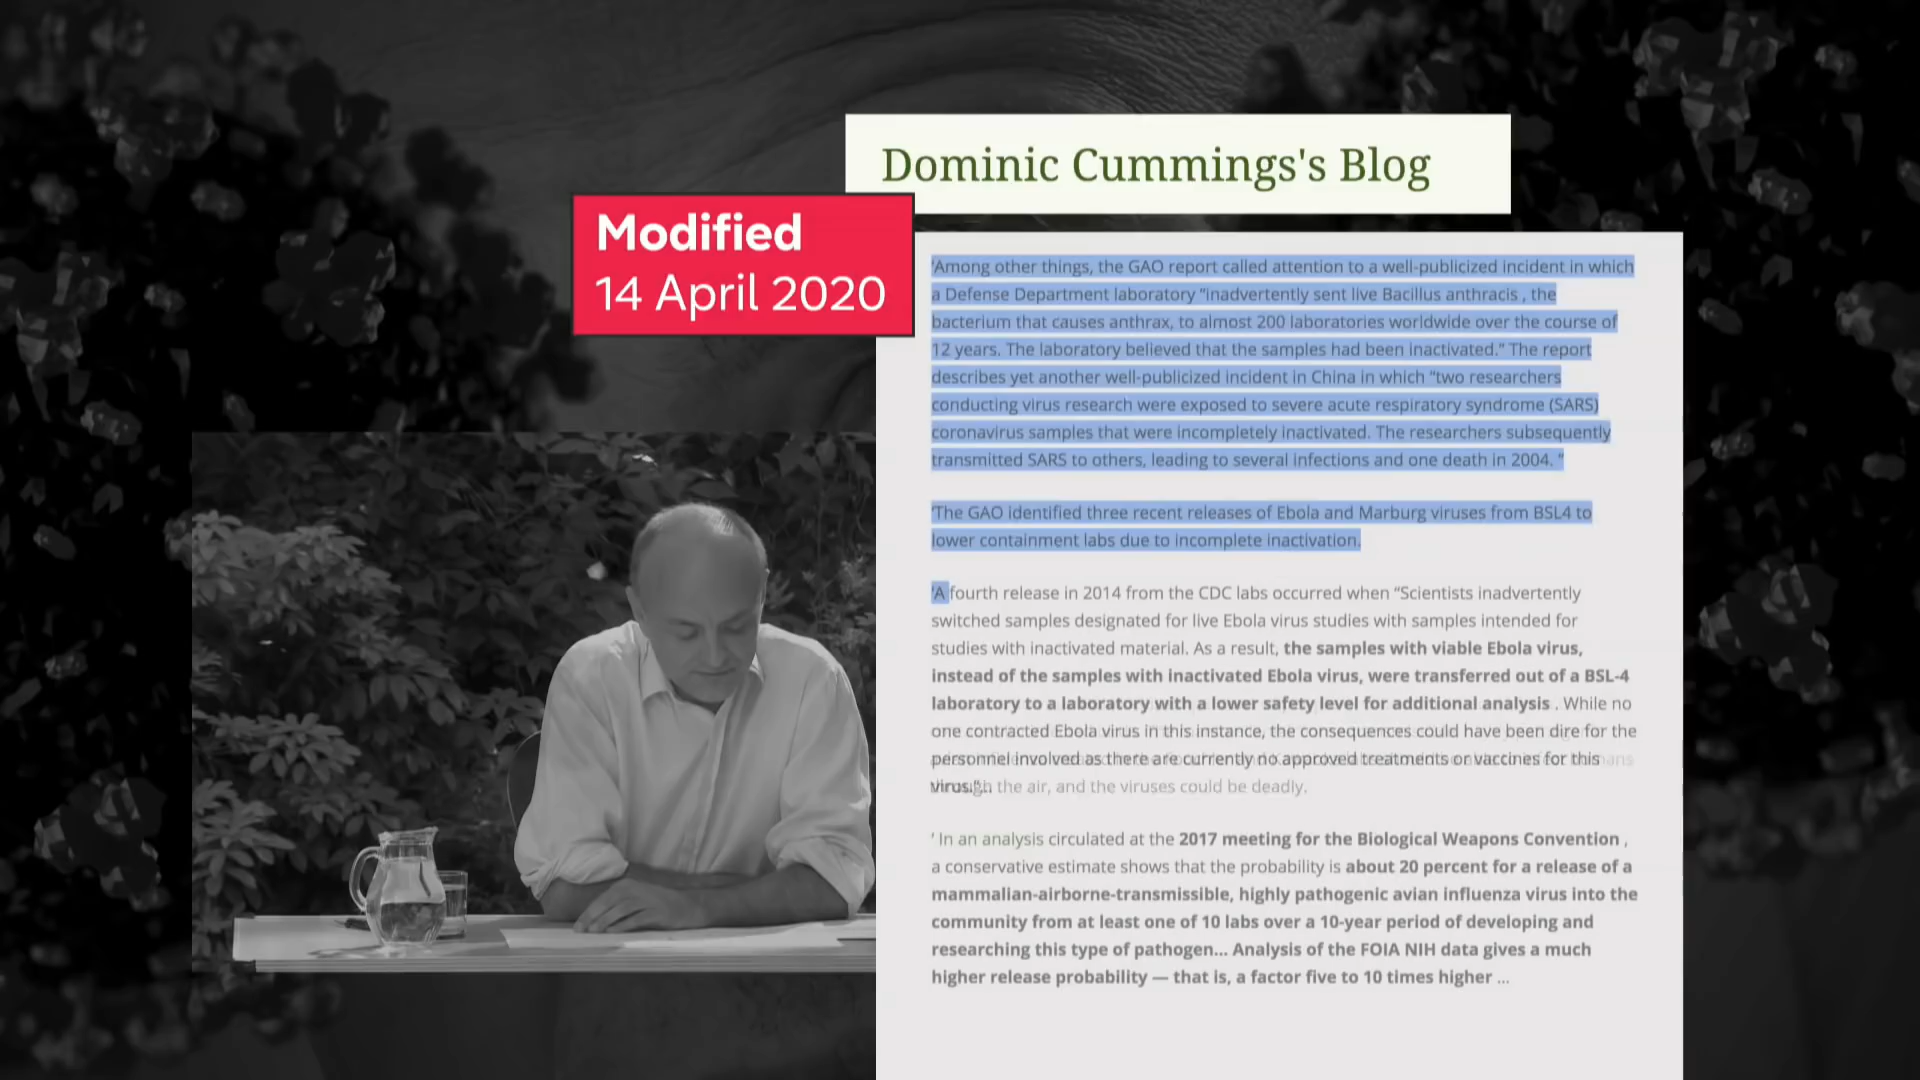 Dominic Cummings's Blog
Modified
14 April 2020
'Among other things, the GAO report called attention to a well-publicized incident in which
a Defense Department laboratory "inadvertently sent live Bacillus anthracis , the
bacterium that causes anthrax, to almost 200 laboratories worldwide over the course of
12 years. The laboratory believed that the samples had been inactivated." The report
describes yet another well-publicized incident in China in which "two researchers
conducting virus research were exposed to severe acute respiratory syndrome (SARS)
coronavirus samples that were incompletely inactivated. The researchers subsequently
transmitted SARS to others, leading to several infections and one death in 2004. "
'The GAO identified three recent releases of Ebola and Marburg viruses from BSL4 to
lower containment labs due to incomplete inactivation.
'A fourth release in 2014 from the CDC labs occurred when "Scientists inadvertently
switched samples designated for live Ebola virus studies with samples intended for
studies with inactivated material. As a result, the samples with viable Ebola virus,
instead of the samples with inactivated Ebola virus, were transferred out of a BSL-4
laboratory to a laboratory with a lower safety level for additional analysis . While no
one contracted Ebola virus in this instance, the consequences could have been dire for the
personnel involved as there are currently no approved treatments or vaccines for this
virus."... the air, and the viruses could be deadly.
' In an analysis circulated at the 2017 meeting for the Biological Weapons Convention ,
a conservative estimate shows that the probability is about 20 percent for a release of a
mammalian-airborne-transmissible, highly pathogenic avian influenza virus into the
community from at least one of 10 labs over a 10-year period of developing and
researching this type of pathogen... Analysis of the FOIA NIH data gives a much
higher release probability — that is, a factor five to 10 times higher ...